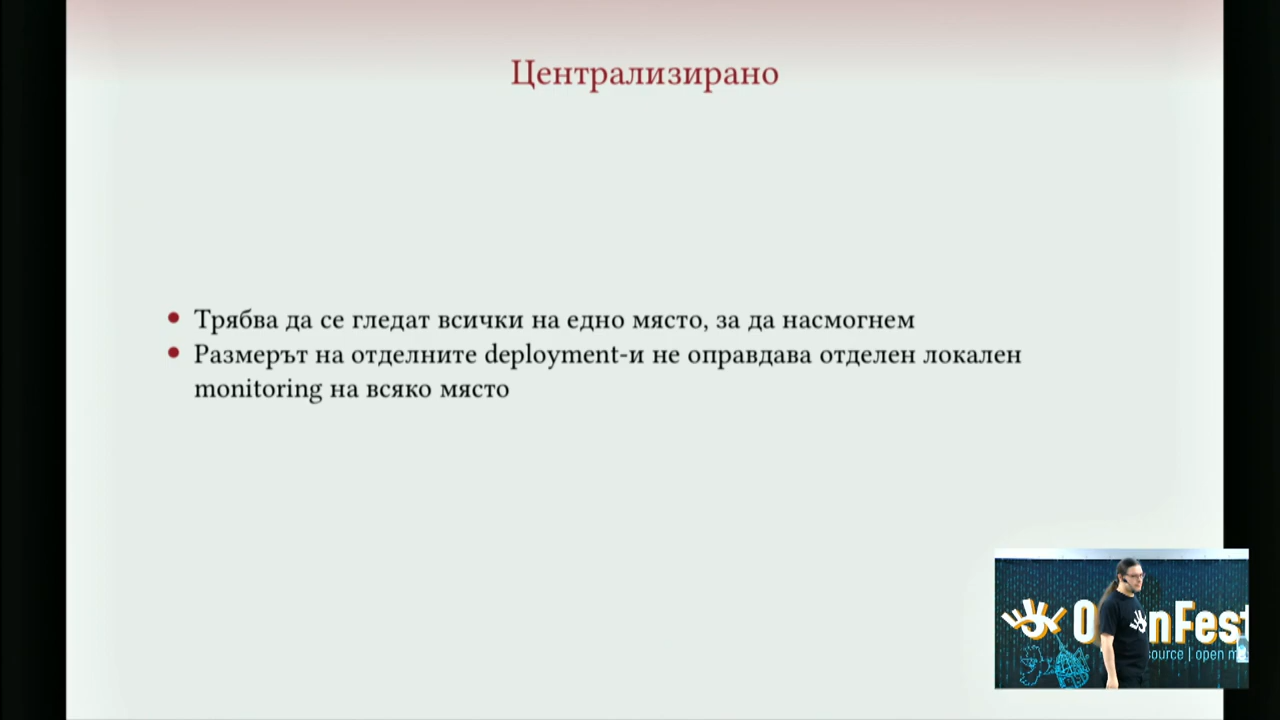 Централизирано
Трябва да се гледат всички на едно място, за да насмогнем
Размерът на отделните deployment-и не оправдава отделен локален
monitoring на всяко място
nFest
source | open